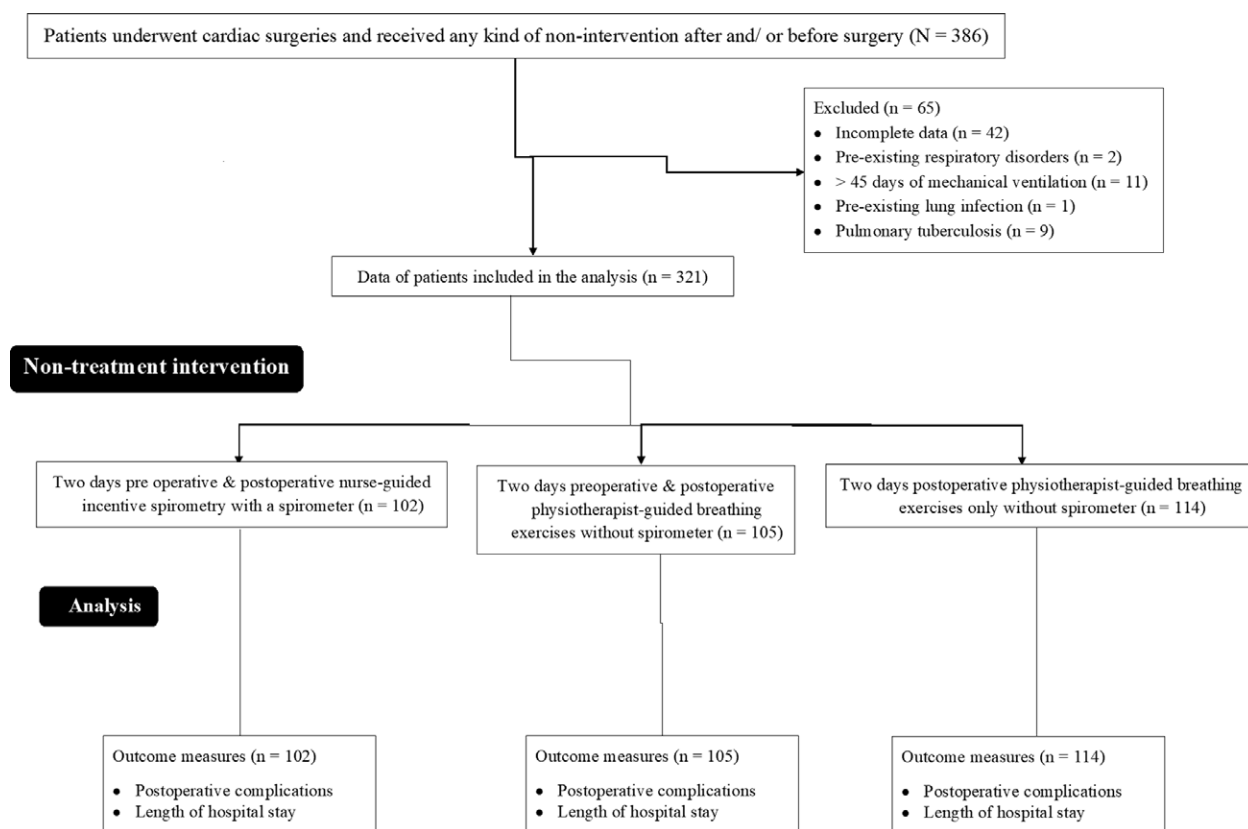 Patients underwent cardiac surgeries and received any kind of non-intervention after and/ or before surgery (N = 386)
Excluded (n = 65)
● Incomplete data (n = 42)
● Pre-existing respiratory disorders (n = 2)
● > 45 days of mechanical ventilation (n = 11)
● Pre-existing lung infection (n = 1)
● Pulmonary tuberculosis (n = 9)
Data of patients included in the analysis (n = 321)
Non-treatment intervention
Two days pre operative & postoperative nurse-guided
incentive spirometry with a spirometer (n = 102)
Two days preoperative & postoperative
physiotherapist-guided breathing
exercises without spirometer (n = 105)
Two days postoperative physiotherapist-guided breathing
exercises only without spirometer (n = 114)
Analysis
Outcome measures (n = 102)
● Postoperative complications
● Length of hospital stay
Outcome measures (n = 105)
● Postoperative complications
● Length of hospital stay
Outcome measures (n = 114)
● Postoperative complications
● Length of hospital stay